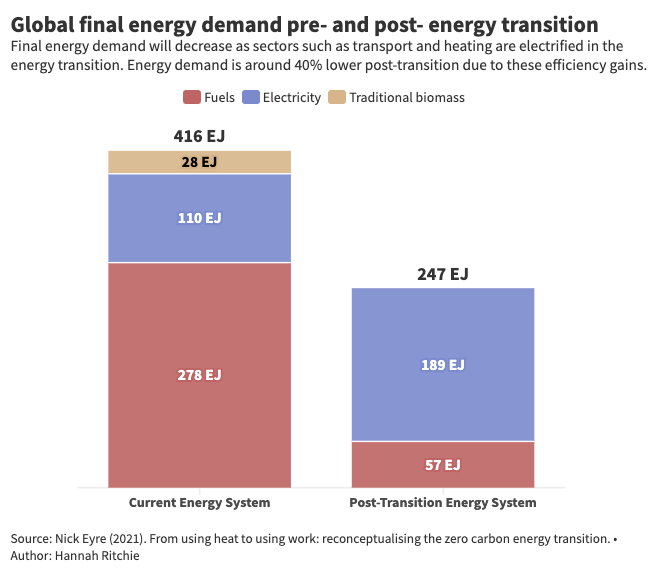 Global final energy demand pre- and post- energy transition
Final energy demand will decrease as sectors such as transport and heating are electrified in the
energy transition. Energy demand is around 40% lower post-transition due to these efficiency gains.
Fuels Electricity Traditional biomass
416 EJ
28 EJ
110 EJ
278 EJ
247 EJ
189 EJ
57 EJ
Current Energy System Post-Transition Energy System
Source: Nick Eyre (2021). From using heat to using work: reconceptualising the zero carbon energy transition. •
Author: Hannah Ritchie